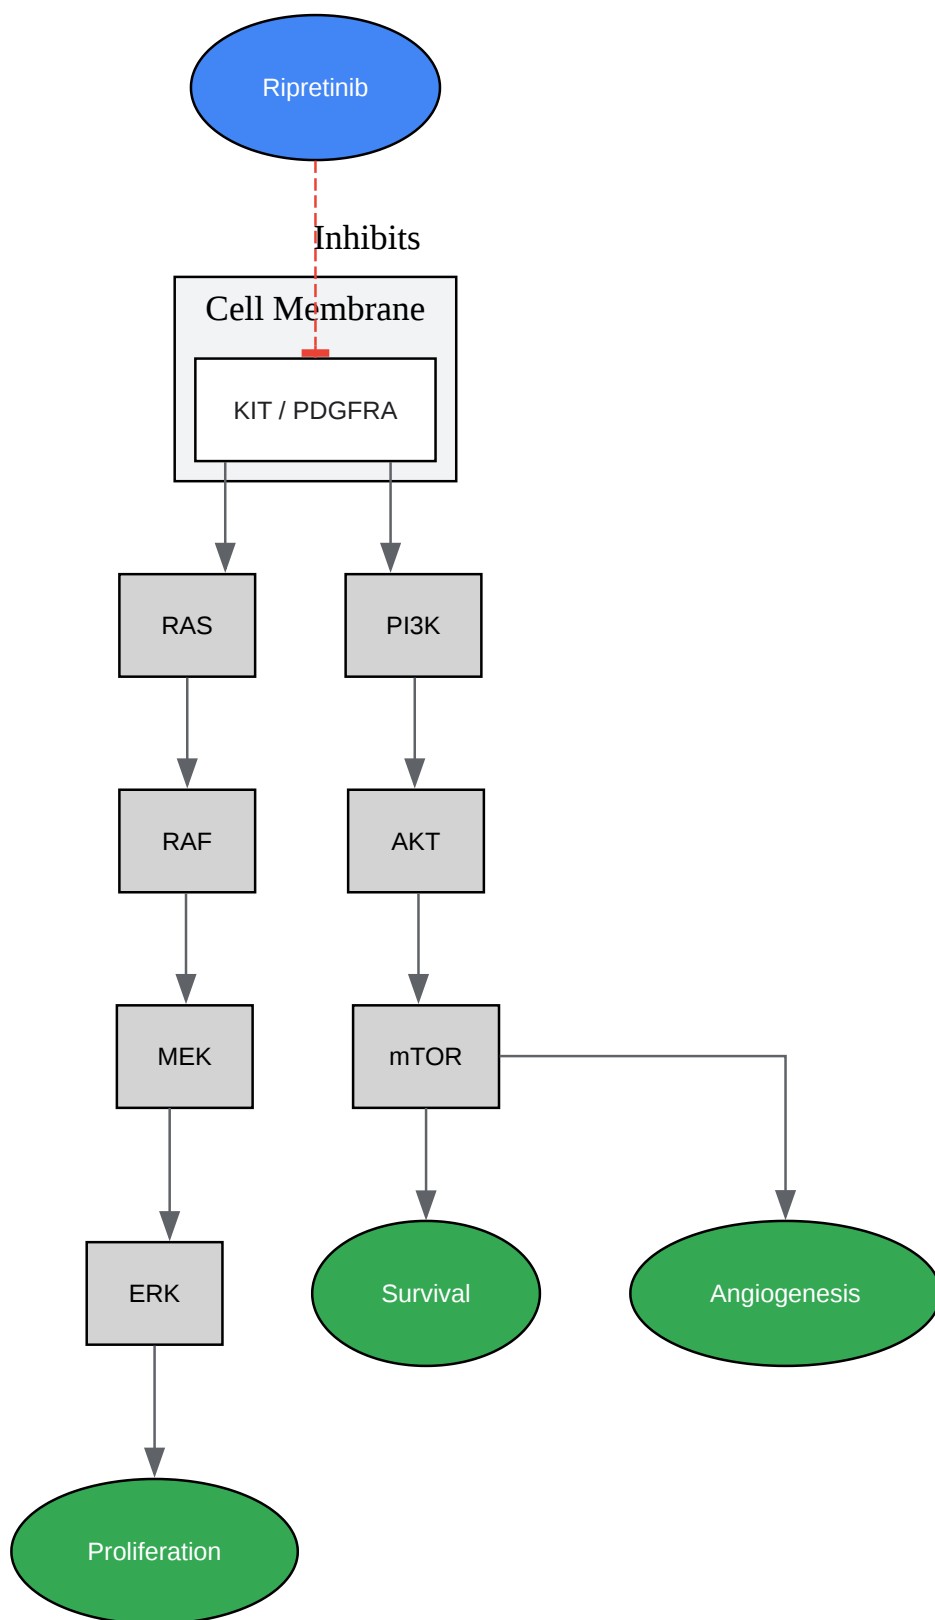 Ripretinib
Inhibits
Cell Membrane
KIT / PDGFRA
RAS
PI3K
RAF
AKT
MEK
mTOR
ERK
Survival
Angiogenesis
Proliferation